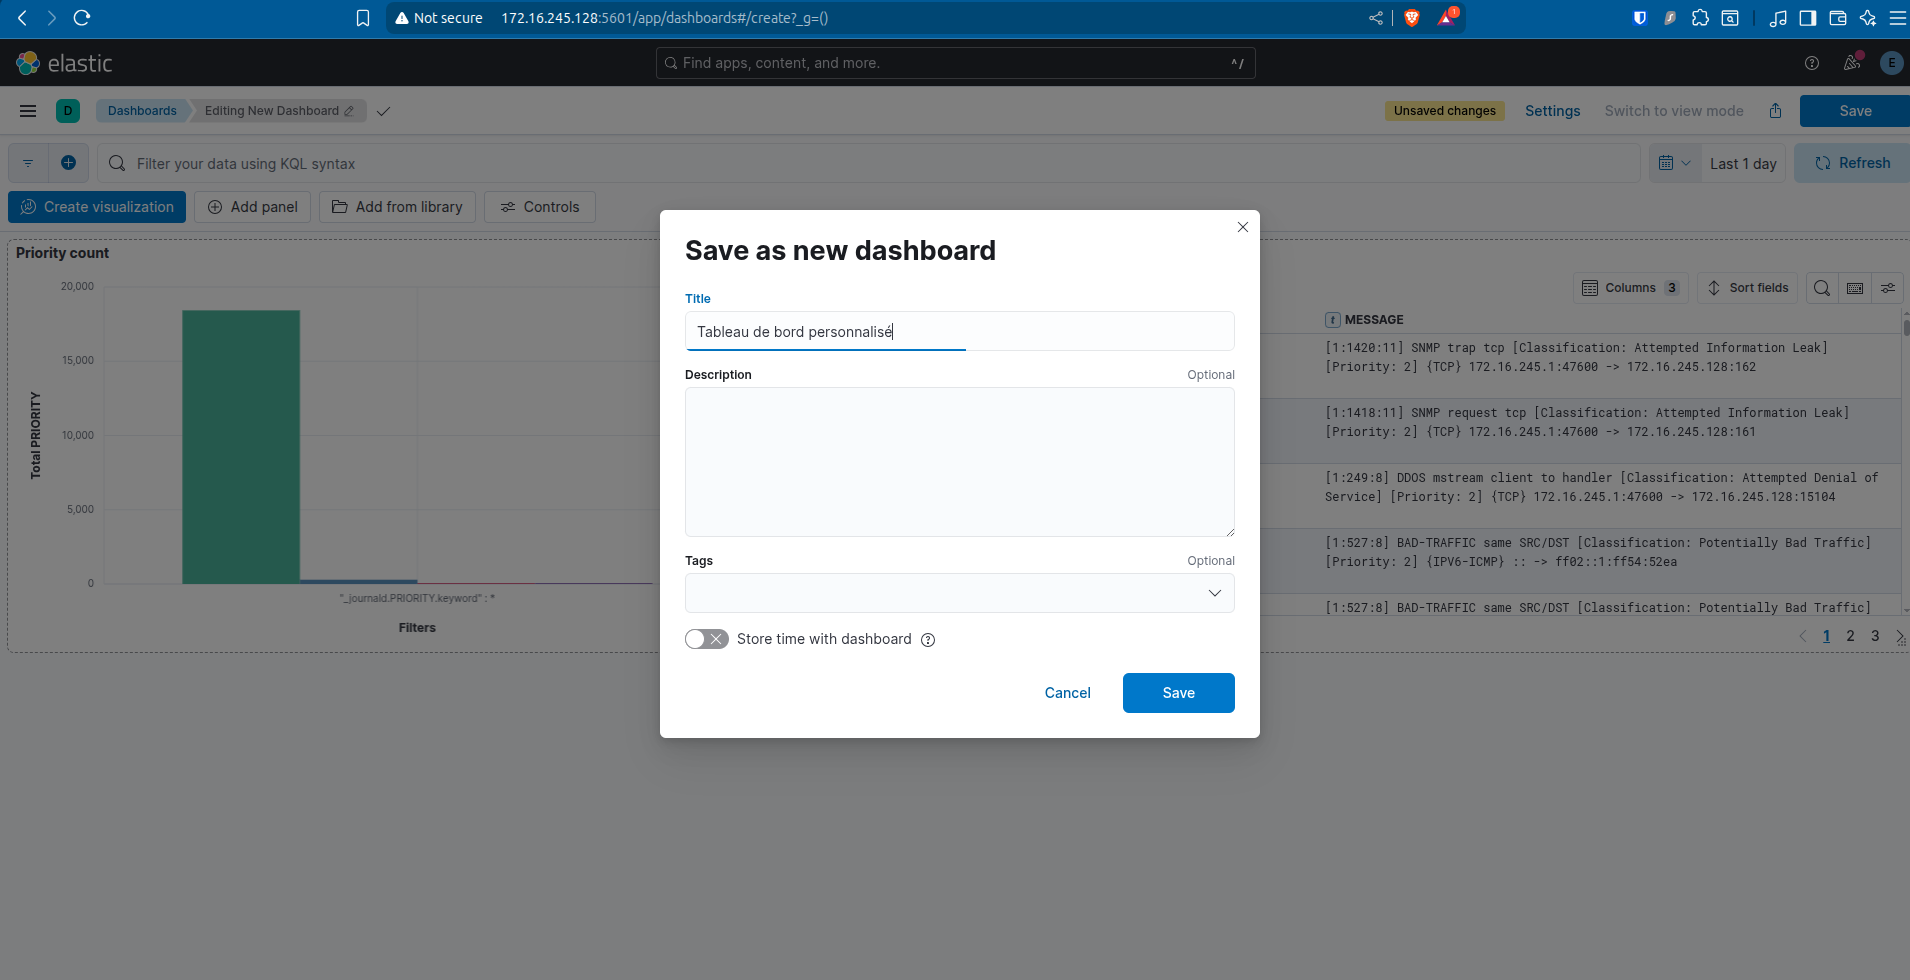 Not secure 172.16.245.128:5601/app/dashboards#/create?_g=() 1
elastic Find apps, content, and more. ^/ E
D Dashboards Editing New Dashboard Unsaved changes Settings Switch to view mode Save
Filter your data using KQL syntax Last 1 day Refresh
Create visualization Add panel Add from library Controls
Priority count
20,000
15,000
10,000
5,000
0
Total PRIORITY
"_journald.PRIORITY.keyword" : *
Filters
Save as new dashboard
Title
Tableau de bord personnalisé
Description Optional
Tags Optional
Store time with dashboard
Cancel Save
Columns 3 Sort fields
t MESSAGE
[1:1420:11] SNMP trap tcp [Classification: Attempted Information Leak]
[Priority: 2] {TCP} 172.16.245.1:47600 -> 172.16.245.128:162
[1:1418:11] SNMP request tcp [Classification: Attempted Information Leak]
[Priority: 2] {TCP} 172.16.245.1:47600 -> 172.16.245.128:161
[1:249:8] DDOS mstream client to handler [Classification: Attempted Denial of
Service] [Priority: 2] {TCP} 172.16.245.1:47600 -> 172.16.245.128:15104
[1:527:8] BAD-TRAFFIC same SRC/DST [Classification: Potentially Bad Traffic]
[Priority: 2] {IPV6-ICMP} :: -> ff02::1:ff54:52ea
[1:527:8] BAD-TRAFFIC same SRC/DST [Classification: Potentially Bad Traffic]
1 2 3